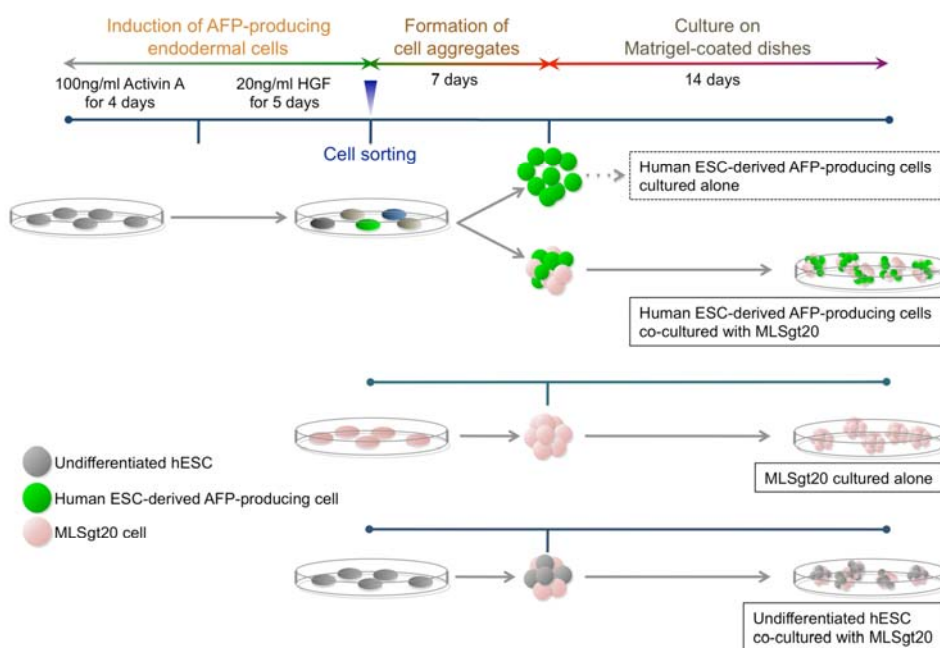 Induction of AFP-producing
endodermal cells
Formation of
cell aggregates
Culture on
Matrigel-coated dishes
100ng/ml Activin A
for 4 days
20ng/ml HGF
for 5 days
7 days
14 days
Cell sorting
Human ESC-derived AFP-producing cells
cultured alone
Human ESC-derived AFP-producing cells
co-cultured with MLSgt20
Undifferentiated hESC
Human ESC-derived AFP-producing cell
MLSgt20 cell
MLSgt20 cultured alone
Undifferentiated hESC
co-cultured with MLSgt20